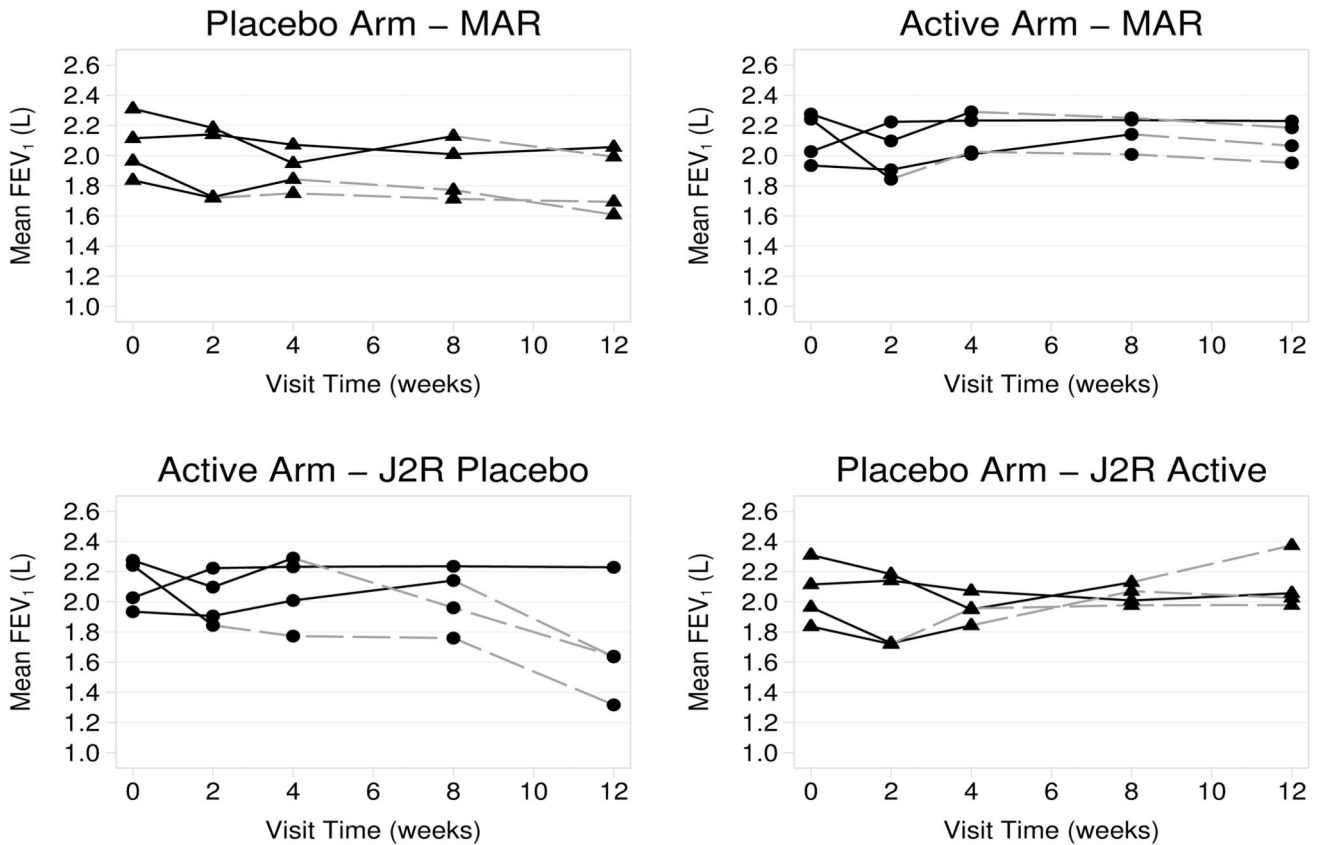 Placebo Arm – MAR
Mean FEV₁ (L)
2.6
2.4
2.2
2.0
1.8
1.6
1.4
1.2
1.0
0 2 4 6 8 10 12
Visit Time (weeks)
Active Arm – MAR
Mean FEV₁ (L)
2.6
2.4
2.2
2.0
1.8
1.6
1.4
1.2
1.0
0 2 4 6 8 10 12
Visit Time (weeks)
Active Arm – J2R Placebo
Mean FEV₁ (L)
2.6
2.4
2.2
2.0
1.8
1.6
1.4
1.2
1.0
0 2 4 6 8 10 12
Visit Time (weeks)
Placebo Arm – J2R Active
Mean FEV₁ (L)
2.6
2.4
2.2
2.0
1.8
1.6
1.4
1.2
1.0
0 2 4 6 8 10 12
Visit Time (weeks)